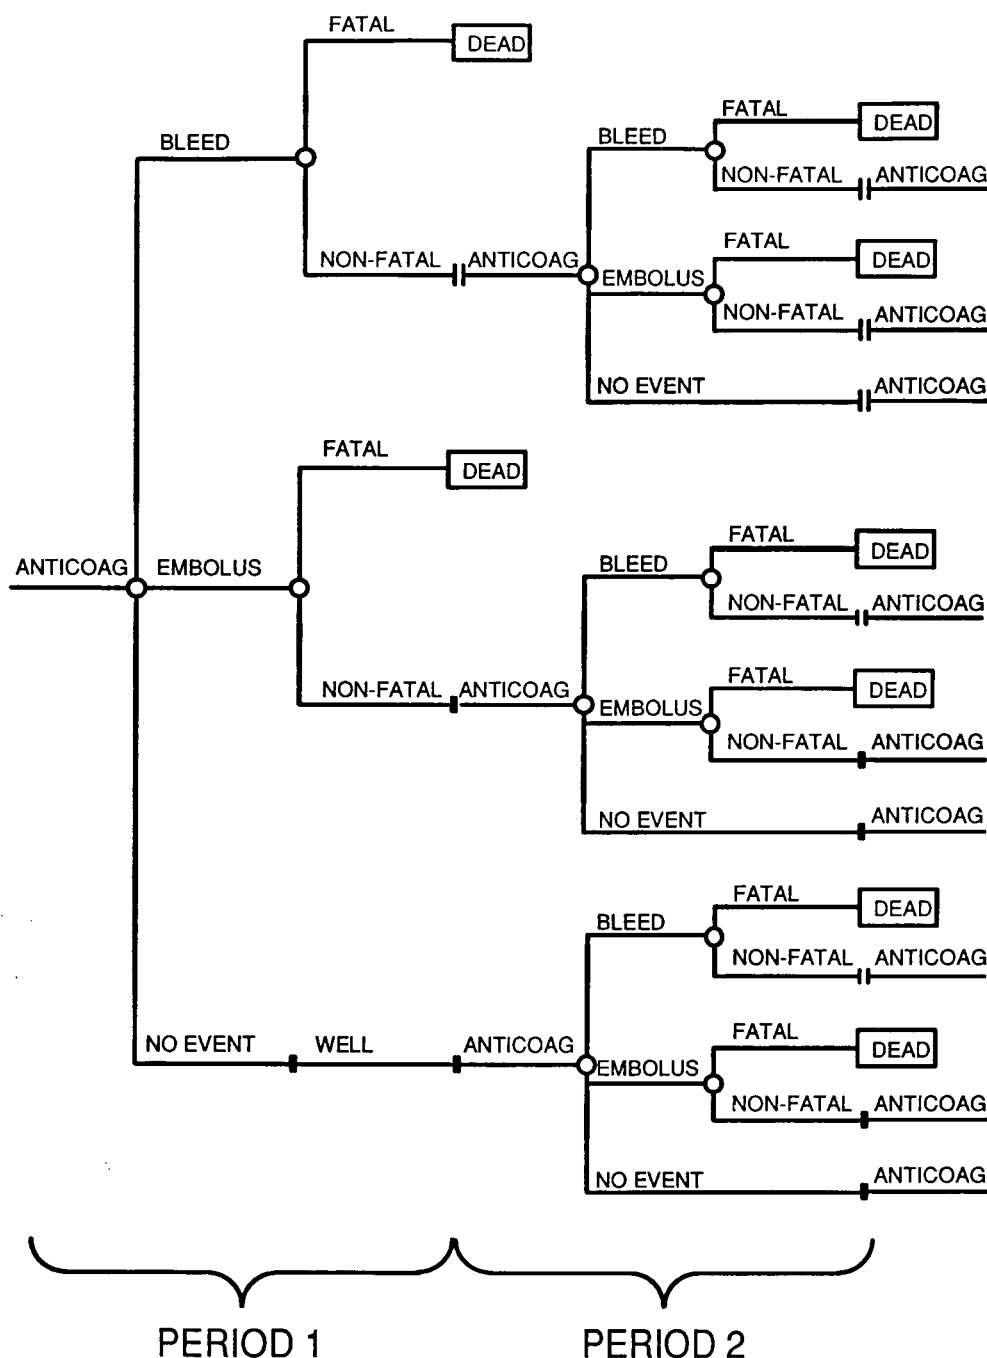 FATAL
DEAD
BLEED
NON-FATAL ANTICOAG
BLEED
FATAL
DEAD
NON-FATAL ANTICOAG
EMBOLUS
FATAL
DEAD
NON-FATAL ANTICOAG
NO EVENT ANTICOAG
ANTICOAG EMBOLUS
FATAL
DEAD
NON-FATAL ANTICOAG
BLEED
FATAL
DEAD
NON-FATAL ANTICOAG
EMBOLUS
FATAL
DEAD
NON-FATAL ANTICOAG
NO EVENT ANTICOAG
NO EVENT WELL ANTICOAG
BLEED
FATAL
DEAD
NON-FATAL ANTICOAG
EMBOLUS
FATAL
DEAD
NON-FATAL ANTICOAG
NO EVENT ANTICOAG
PERIOD 1 PERIOD 2